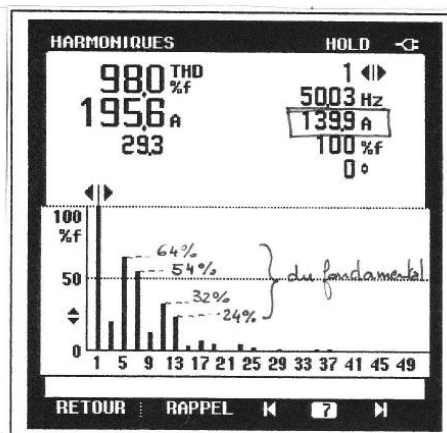 HARMONIQUES HOLD
98.0 THD %f 1
195.6 A 50.03 Hz
29.3 139.9 A
100 %f
0 °
100
%f
50
0
64%
54%
32%
24%
du fondamental
1 5 9 13 17 21 25 29 33 37 41 45 49
RETOUR RAPPEL 7